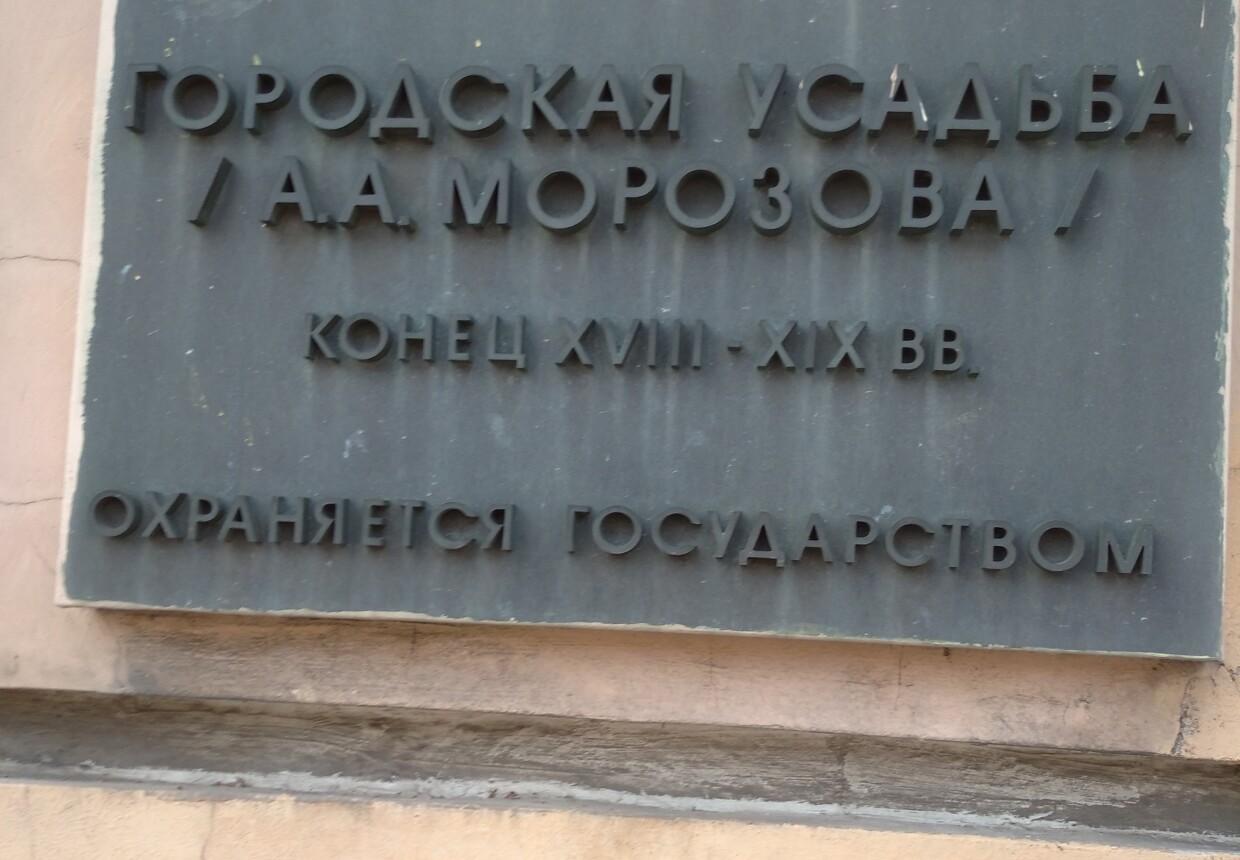 ГОРОДСКАЯ УСАДЬБА
/ А.А. МОРОЗОВА /
КОНЕЦ XVIII - XIX ВВ.
ОХРАНЯЕТСЯ ГОСУДАРСТВОМ